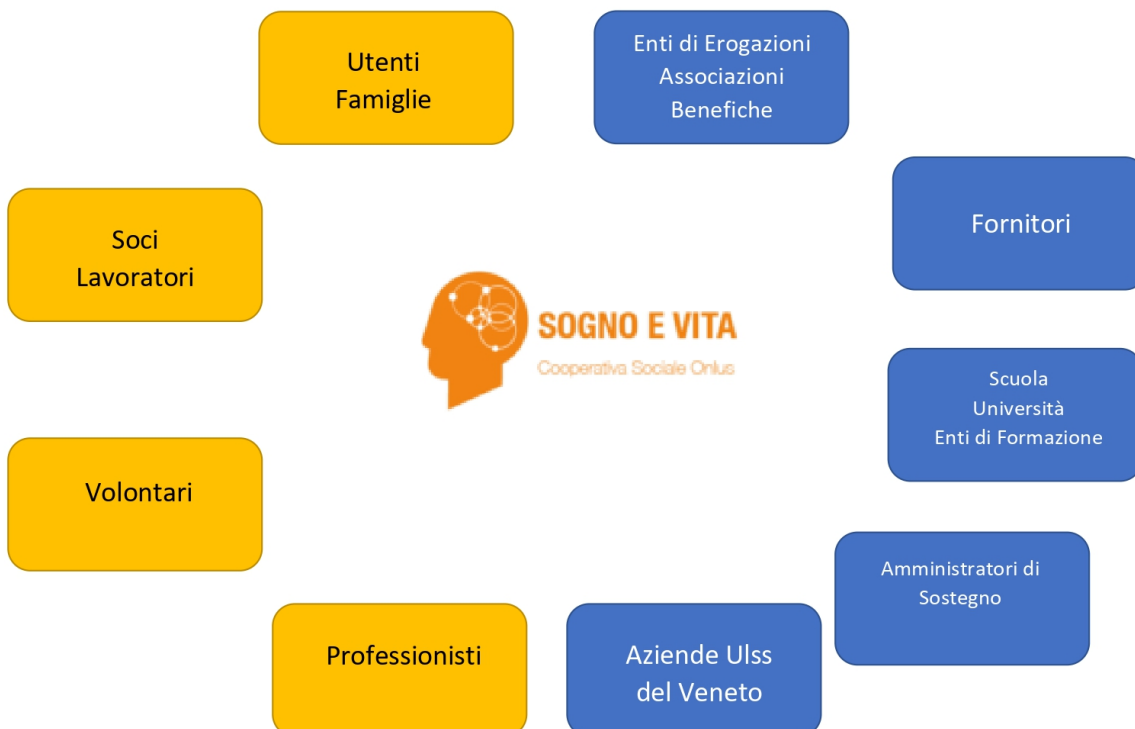 Utenti
Famiglie
Enti di Erogazioni
Associazioni
Benefiche
Soci
Lavoratori
Fornitori
SOGNO E VITA
Cooperativa Sociale Onlus
Scuola
Università
Enti di Formazione
Volontari
Amministratori di
Sostegno
Professionisti
Aziende Ulss
del Veneto